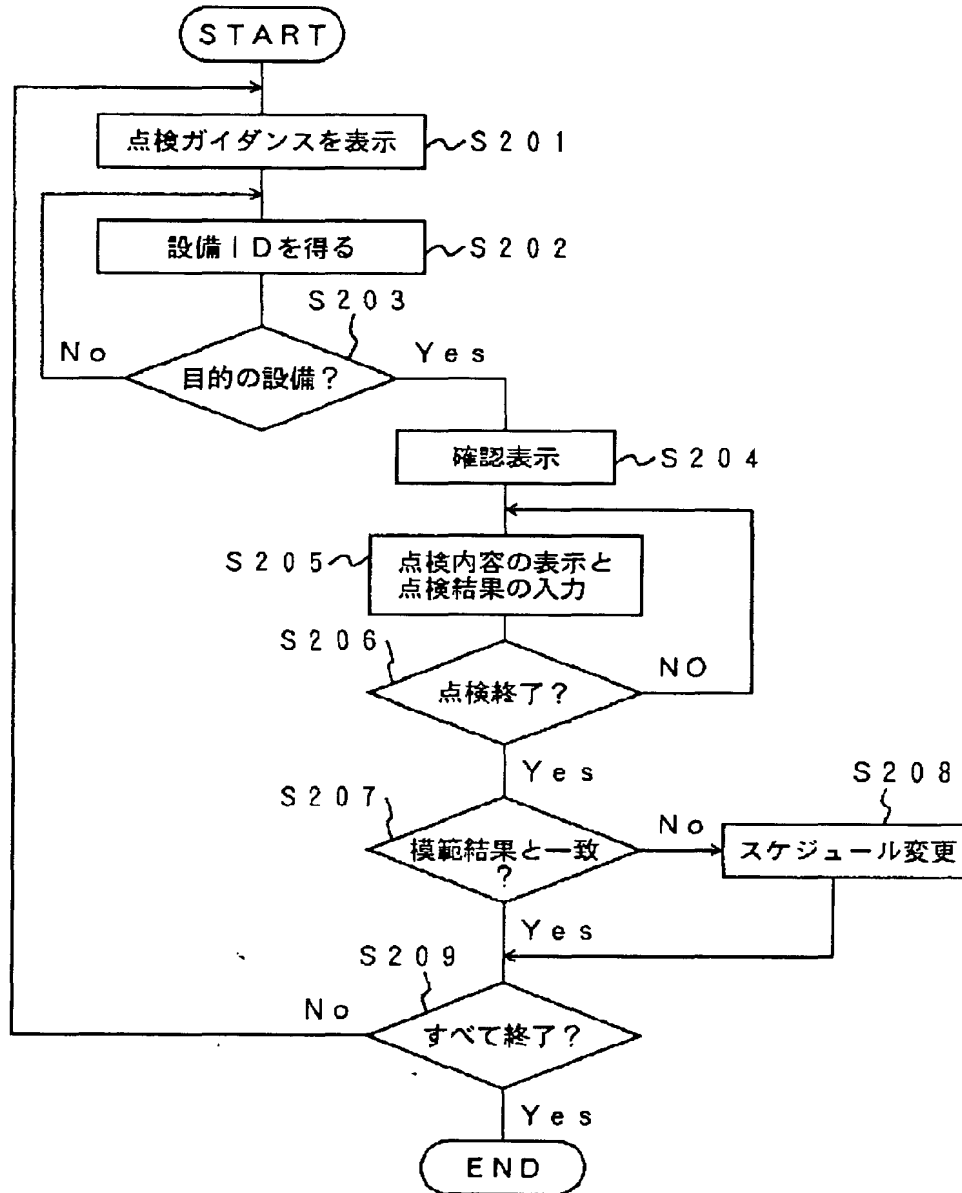 START
点検ガイダンスを表示
S201
設備IDを得る
S202
S203
No
Yes
目的の設備?
確認表示
S204
S205
点検内容の表示と
点検結果の入力
S206
NO
点検終了?
Yes
S208
S207
No
模範結果と一致
?
スケジュール変更
Yes
S209
No
すべて終了?
Yes
END